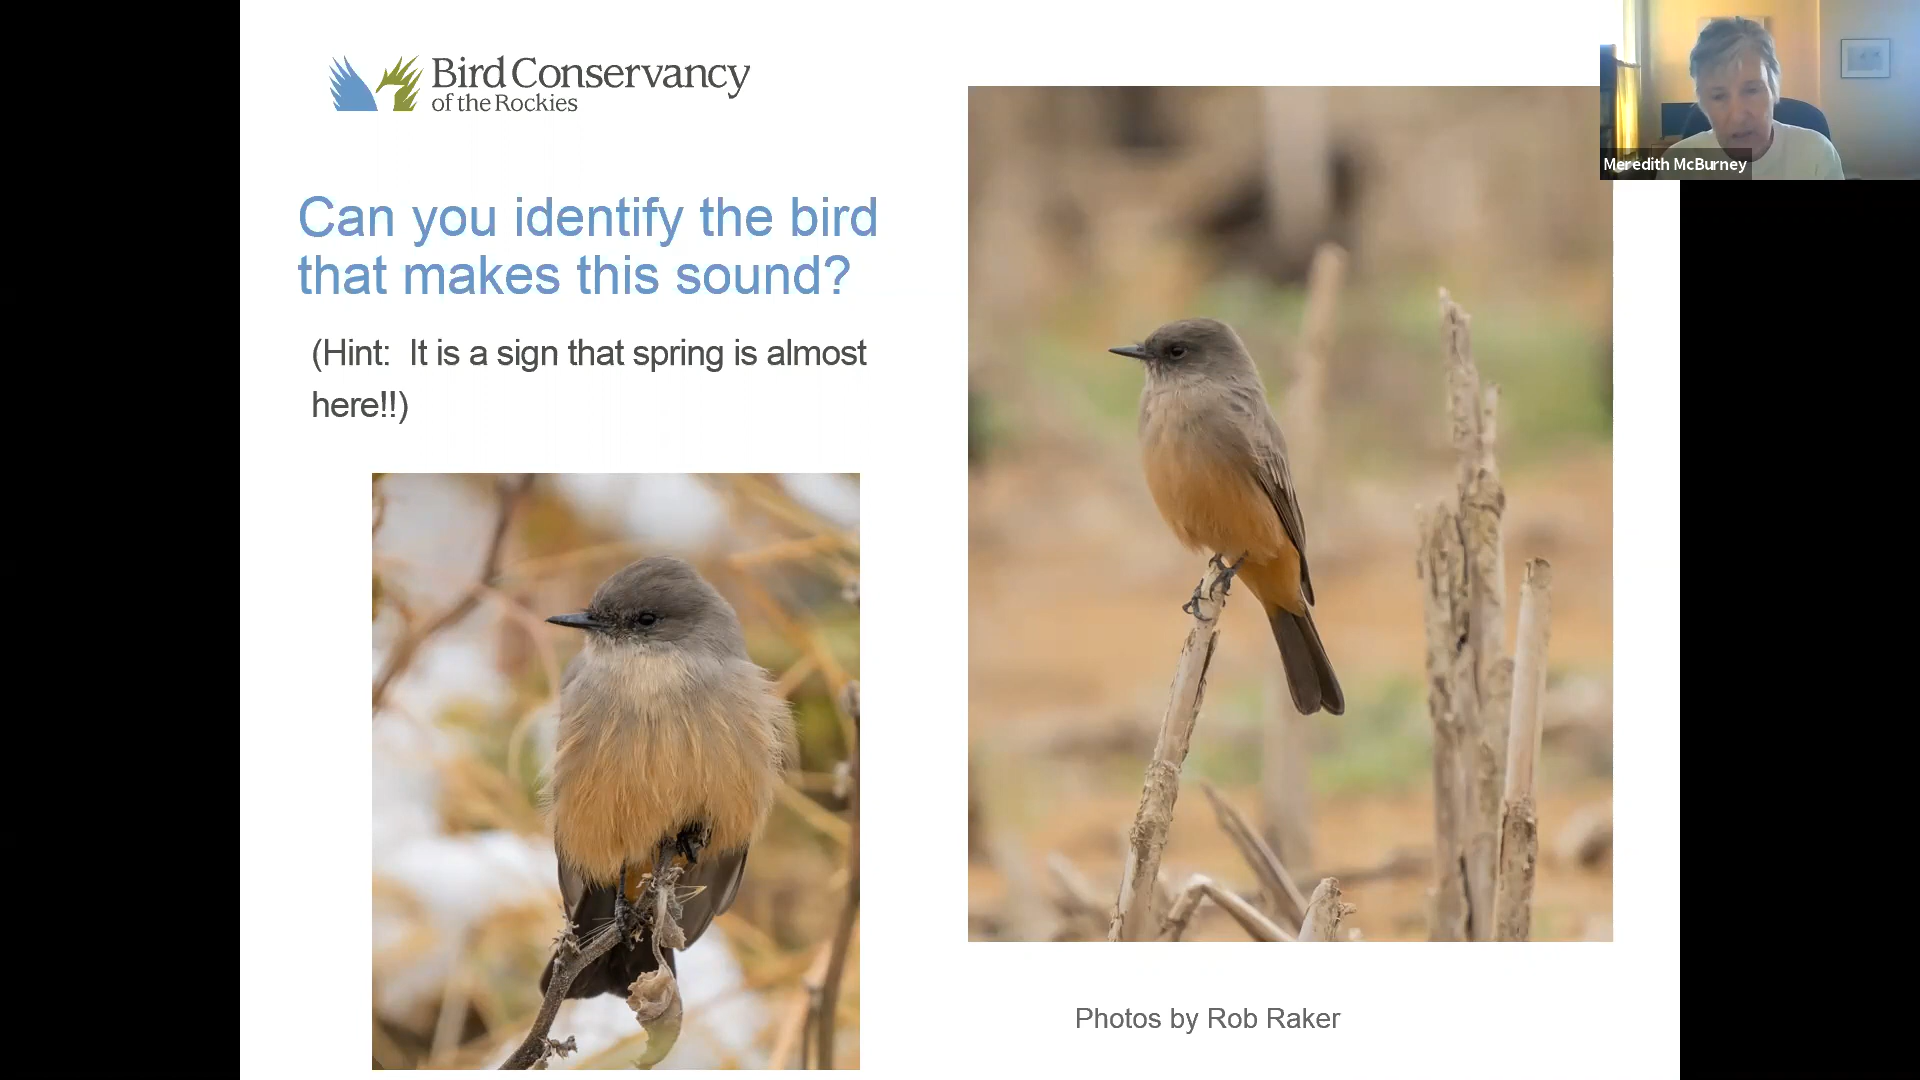 Bird Conservancy
of the Rockies
Meredith McBurney
Can you identify the bird
that makes this sound?
(Hint:  It is a sign that spring is almost
here!!)
Photos by Rob Raker